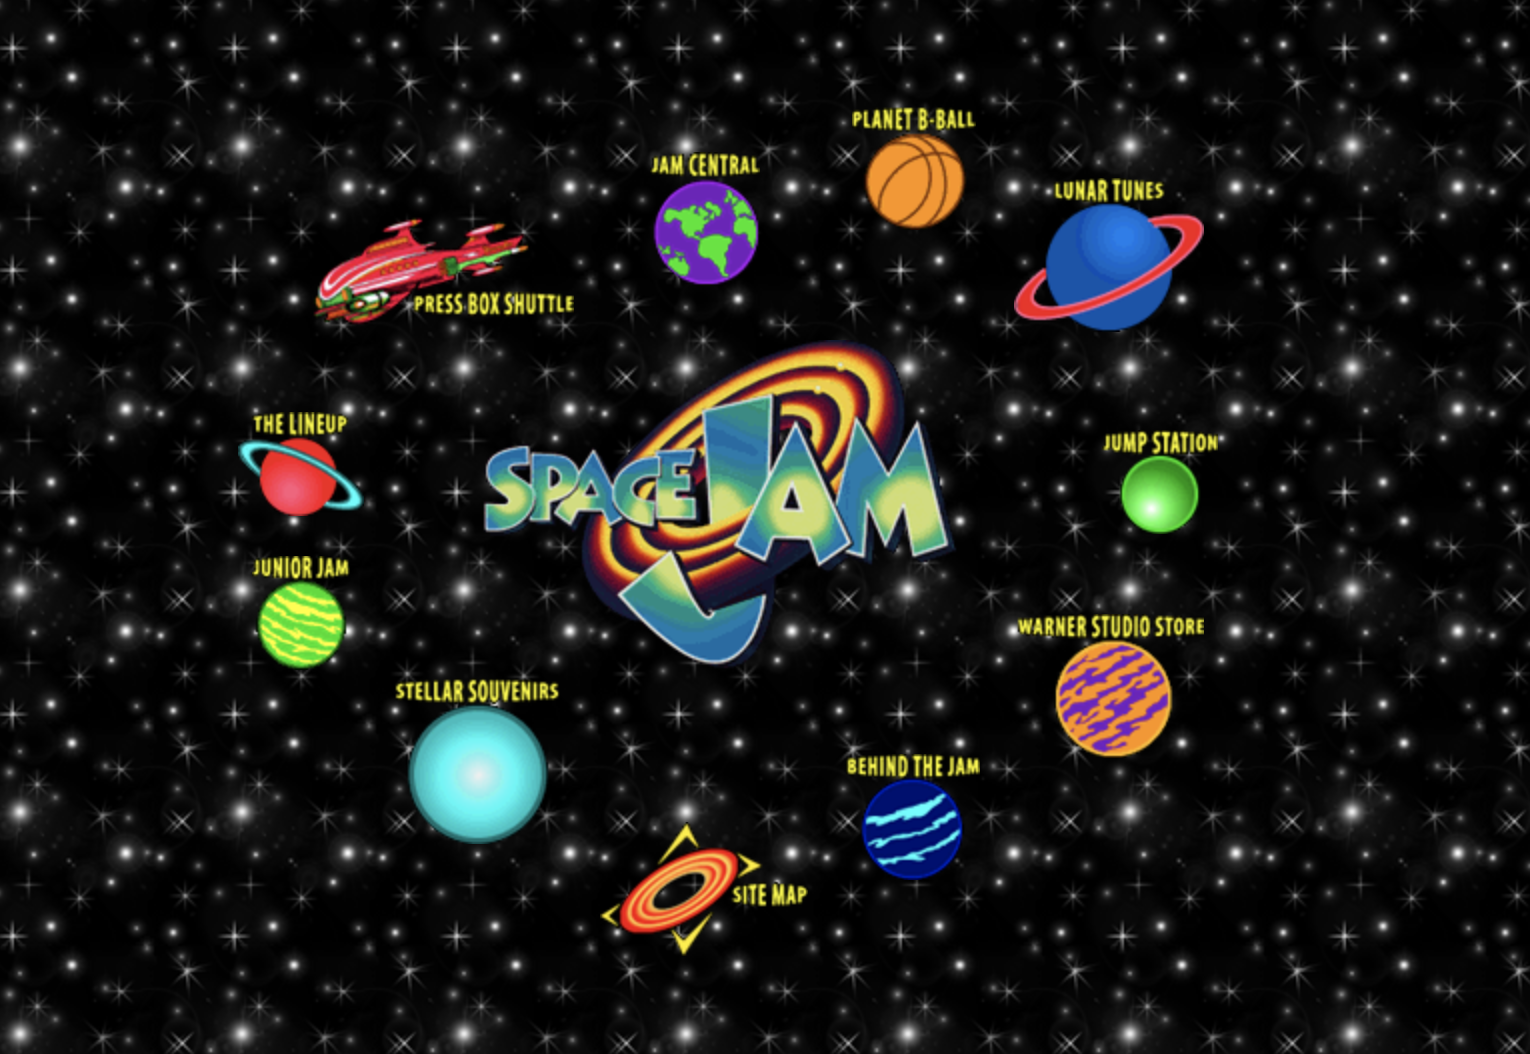 PLANET B-BALL
JAM CENTRAL
LUNAR TUNES
PRESS BOX SHUTTLE
THE LINEUP
SPACE JAM
JUMP STATION
JUNIOR JAM
WARNER STUDIO STORE
STELLAR SOUVENIRS
BEHIND THE JAM
SITE MAP